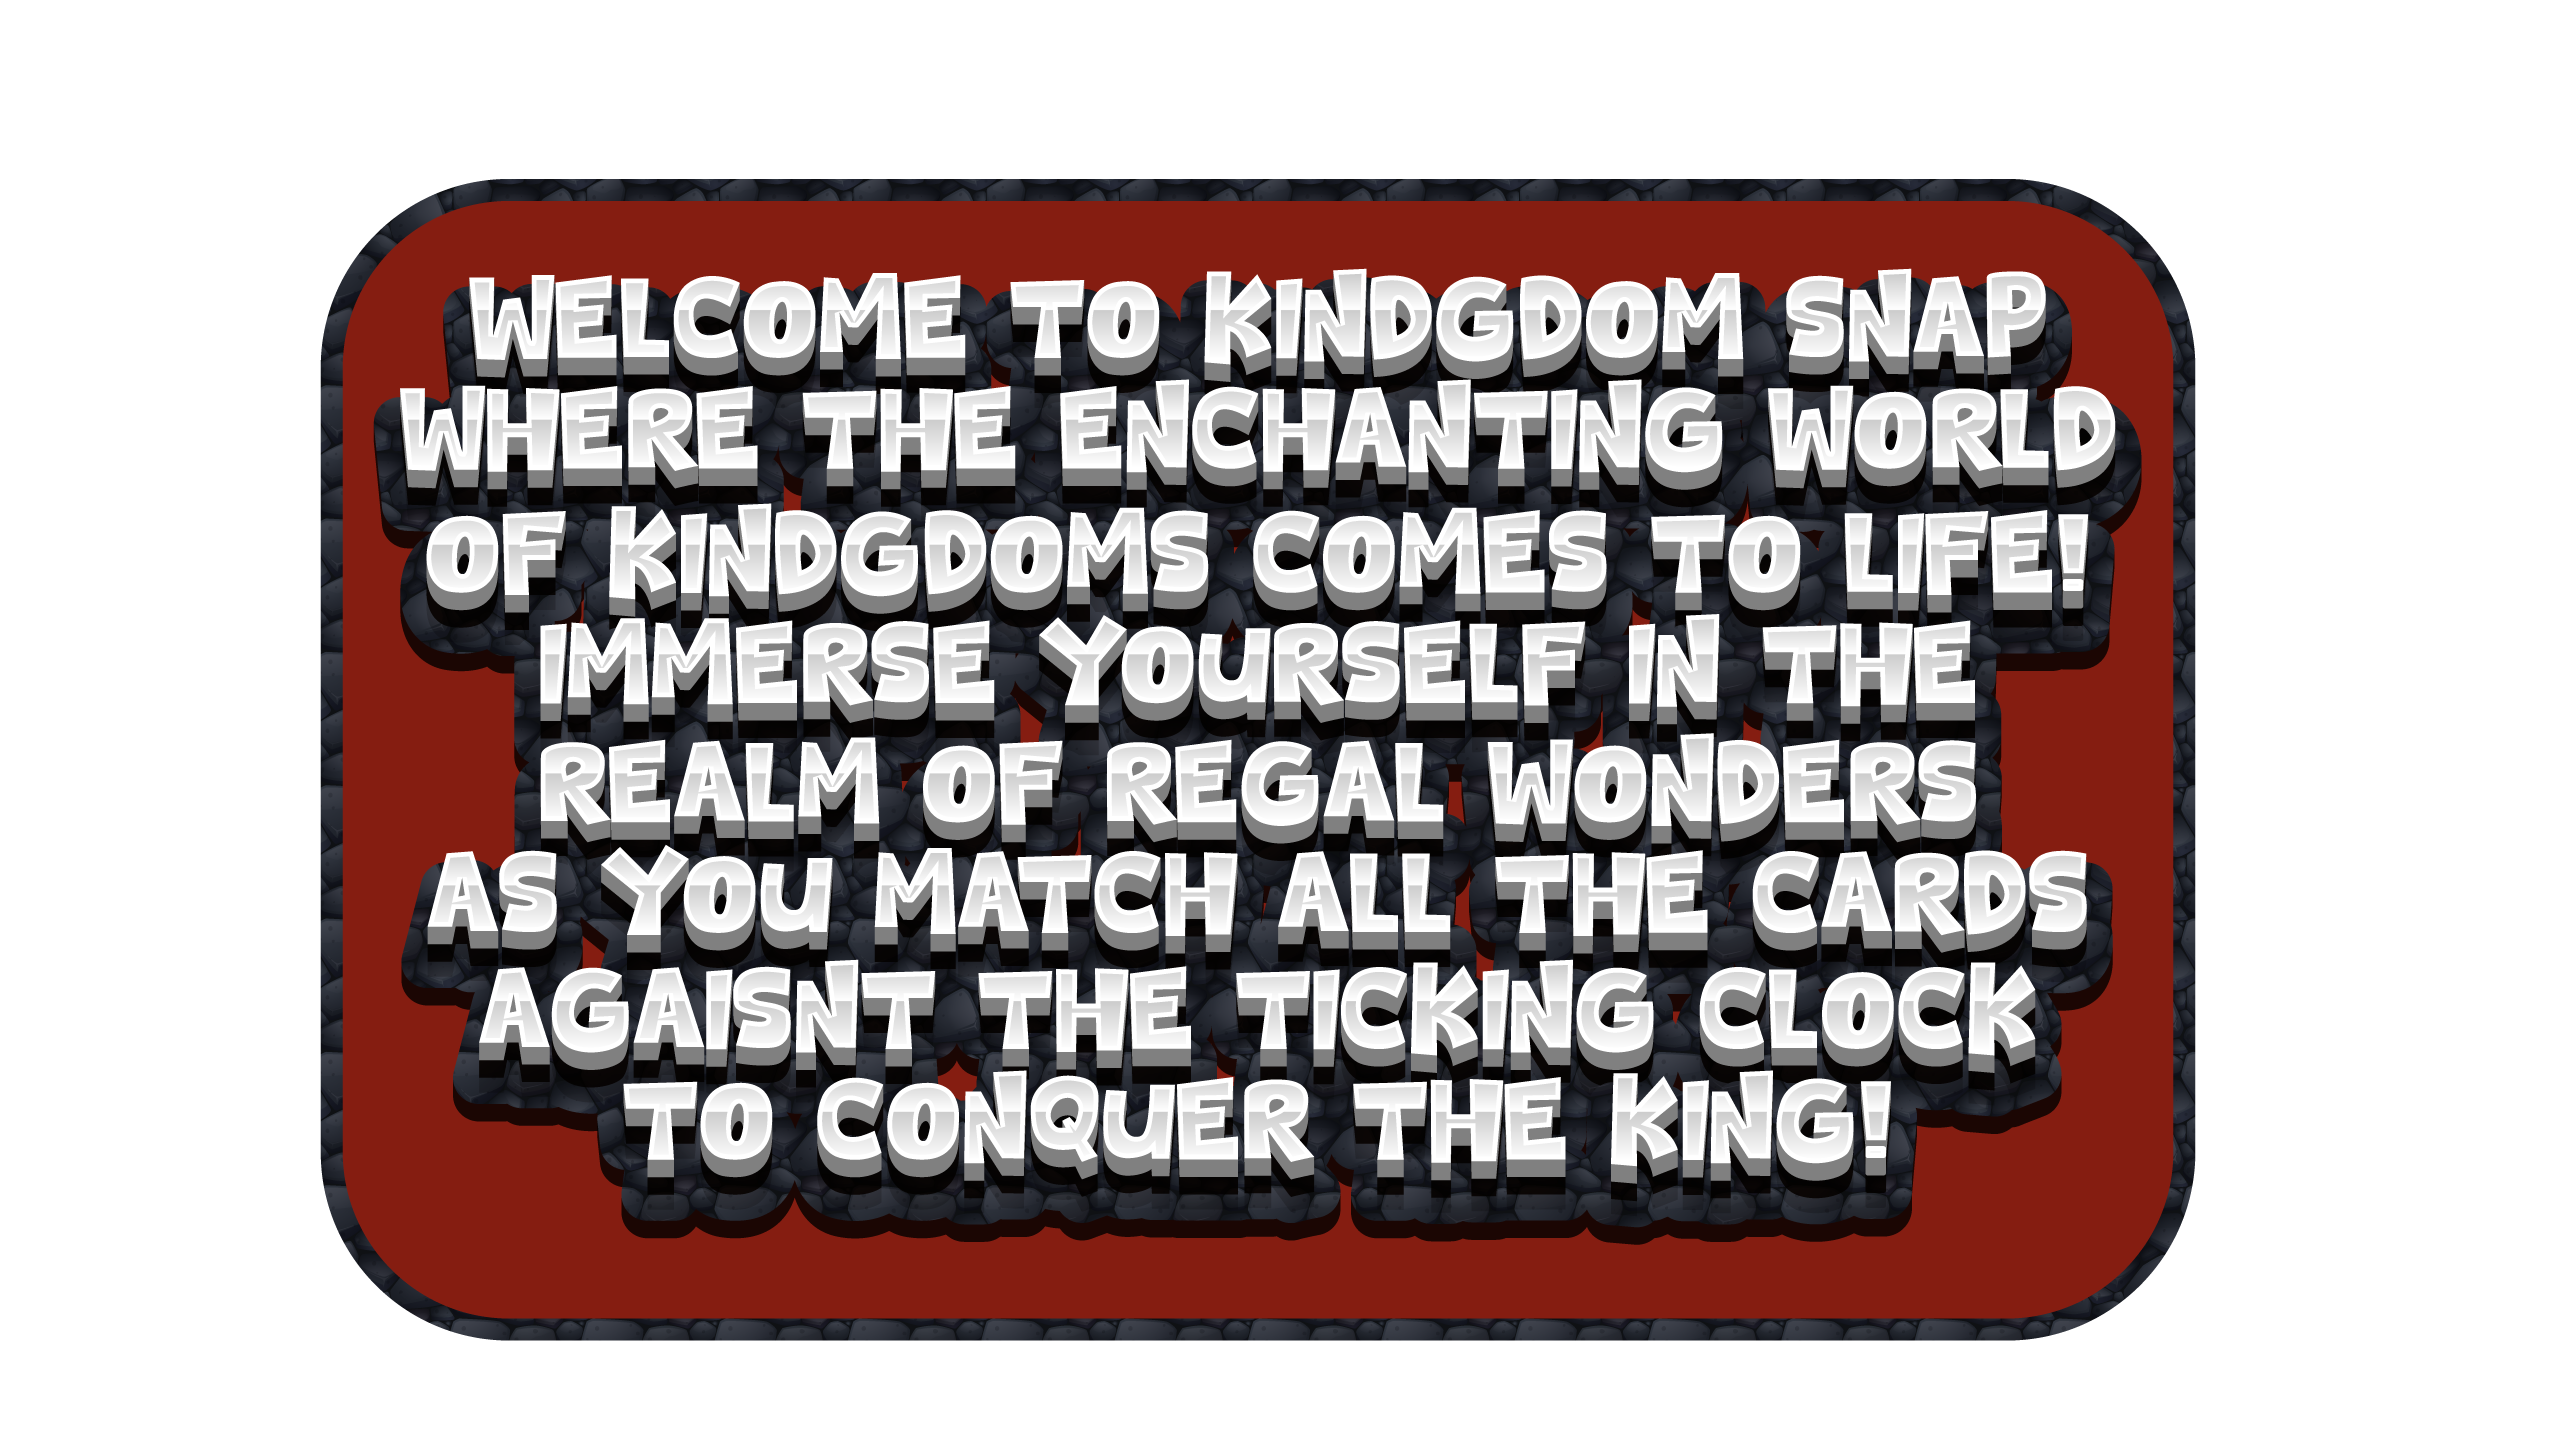 WELCOME TO KINDGDOM SNAP
WHERE THE ENCHANTING WORLD
OF KINDGDOMS COMES TO LIFE!
IMMERSE YOURSELF IN THE
REALM OF REGAL WONDERS
AS YOU MATCH ALL THE CARDS
AGAISNT THE TICKING CLOCK
TO CONQUER THE KING!